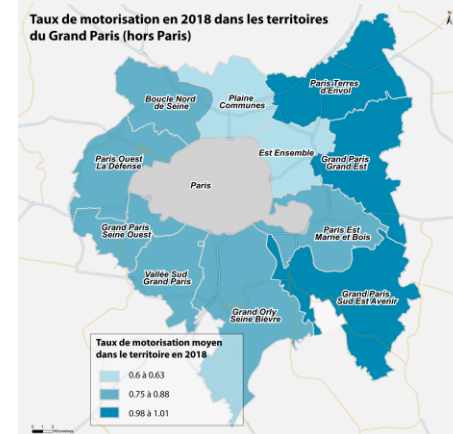 Taux de motorisation en 2018 dans les territoires
du Grand Paris (hors Paris)
N
Paris Terres
d'Envol
Boucle Nord
de Seine
Plaine
Communes
Est Ensemble
Paris Ouest
La Défense
Grand Paris
Grand Est
Paris
Grand Paris
Seine Ouest
Paris Est
Marne et Bois
Vallée Sud
Grand Paris
Grand Paris
Sud Est Avenir
Grand Orly
Seine Bièvre
Taux de motorisation moyen
dans le territoire en 2018
0.6 à 0.63
0.75 à 0.88
0.98 à 1.01